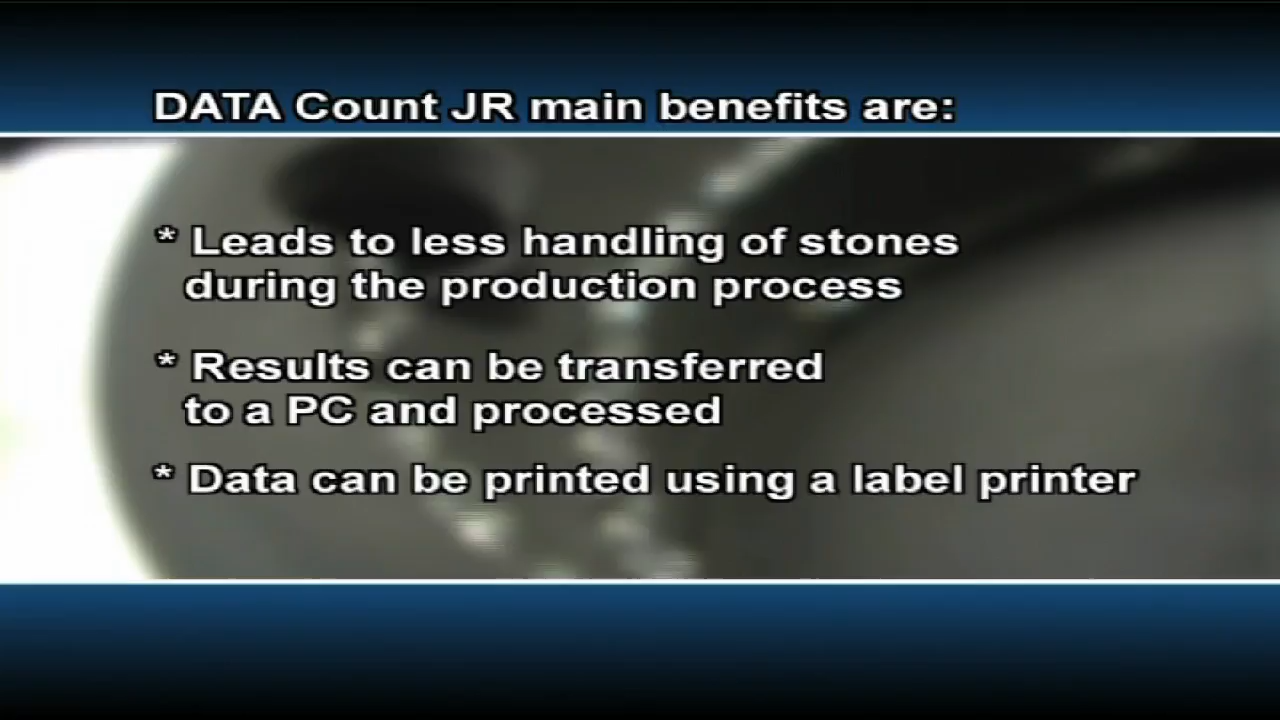 DATA Count JR main benefits are:
* Leads to less handling of stones
during the production process
* Results can be transferred
to a PC and processed
* Data can be printed using a label printer